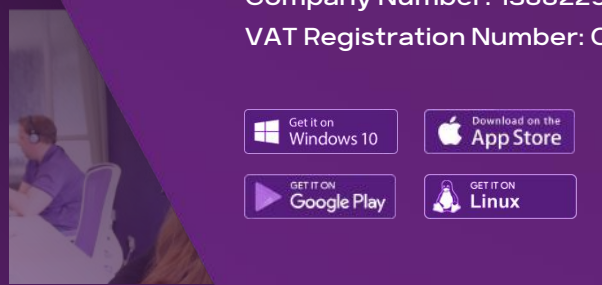 VAT Registration Number:
Get it on
Windows 10
Download on the
App Store
GET IT ON
Google Play
GET IT ON
Linux